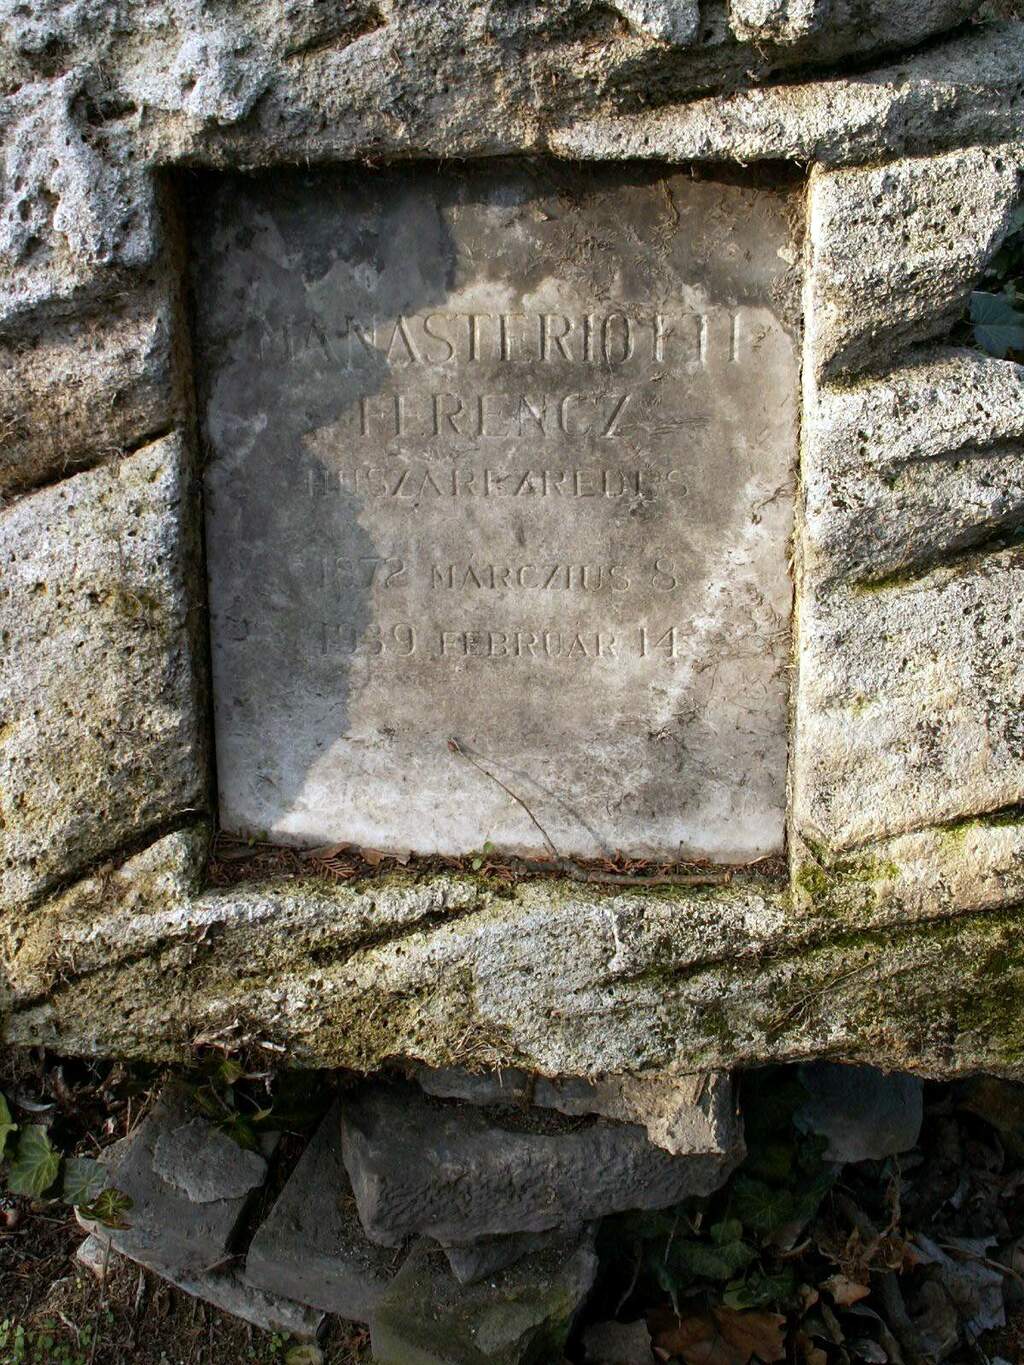 MANASTERIOTTI
FERENCZ
HUSZÁREZREDES
1872 MÁRCZIUS 8
1939 FEBRUÁR 14